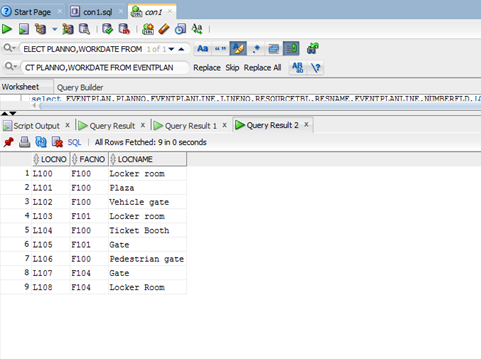 Start Page con1.sql con1
ELECT PLANNO,WORKDATE FROM 1 of 1 Aa “ ”
CT PLANNO,WORKDATE FROM EVENTPLAN Replace Skip Replace All AB
Worksheet Query Builder
select EVENTPLAN.PLANNO,EVENTPLANLINE.LINENO,RESOURCETBL.RESNAME,EVENTPLANLINE.NUMBERFLD,
Script Output Query Result Query Result 1 Query Result 2
SQL All Rows Fetched: 9 in 0 seconds
LOCNO FACNO LOCNAME
1 L100 F100 Locker room
2 L101 F100 Plaza
3 L102 F100 Vehicle gate
4 L103 F101 Locker room
5 L104 F100 Ticket Booth
6 L105 F101 Gate
7 L106 F100 Pedestrian gate
8 L107 F104 Gate
9 L108 F104 Locker Room